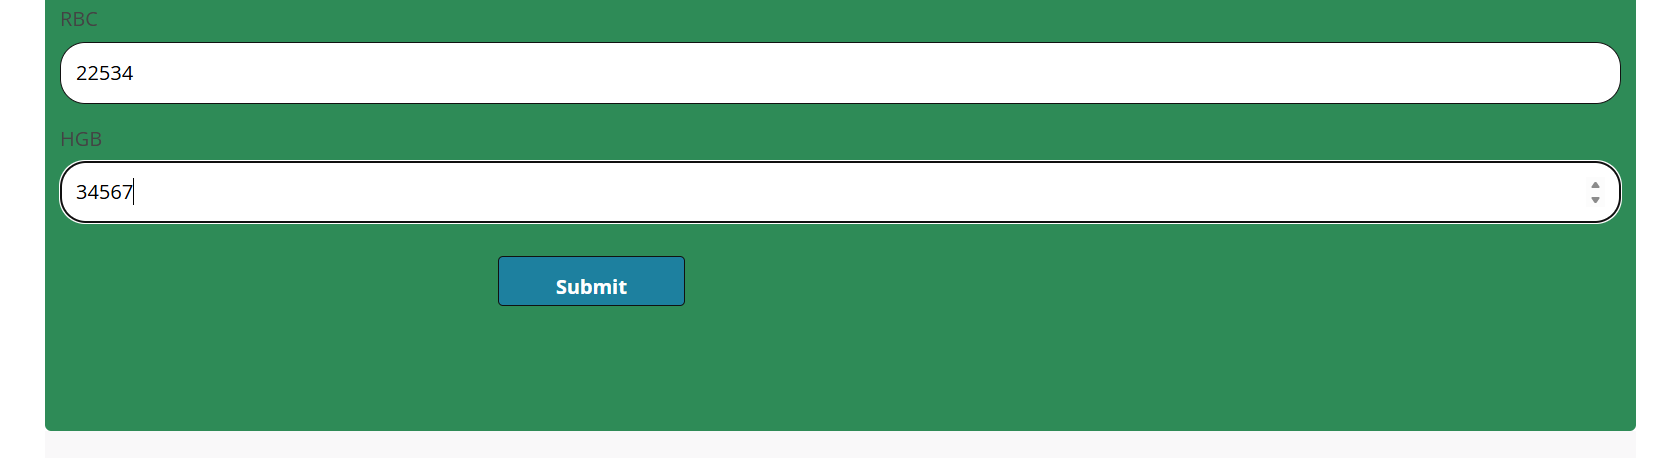 RBC
22534
HGB
34567
Submit